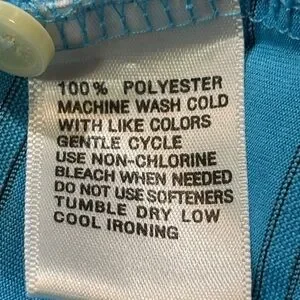 100% POLYESTER
MACHINE WASH COLD
WITH LIKE COLORS
GENTLE CYCLE
USE NON-CHLORINE
BLEACH WHEN NEEDED
DO NOT USE SOFTENERS
TUMBLE DRY LOW
COOL IRONING